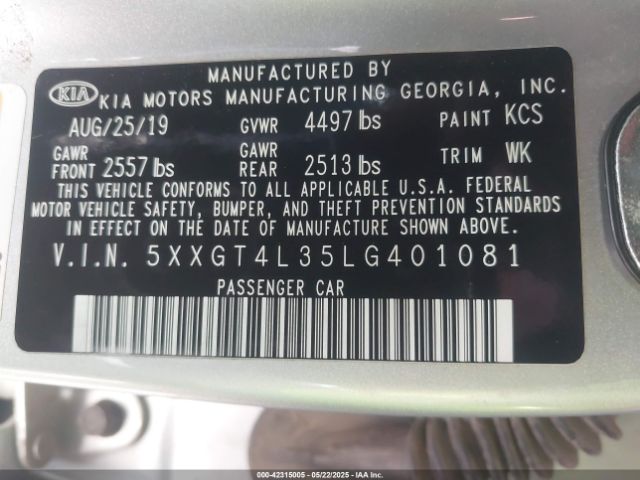 MANUFACTURED BY
KIA KIA MOTORS MANUFACTURING GEORGIA, INC.
AUG/25/19 GVWR 4497 lbs PAINT KCS
GAWR FRONT 2557 lbs GAWR REAR 2513 lbs TRIM WK
THIS VEHICLE CONFORMS TO ALL APPLICABLE U.S.A. FEDERAL
MOTOR VEHICLE SAFETY, BUMPER, AND THEFT PREVENTION STANDARDS
IN EFFECT ON THE DATE OF MANUFACTURE SHOWN ABOVE.
V.I.N. 5XXGT4L35LG401081
PASSENGER CAR
000-42315005 - 05/22/2025 - IAAI.com